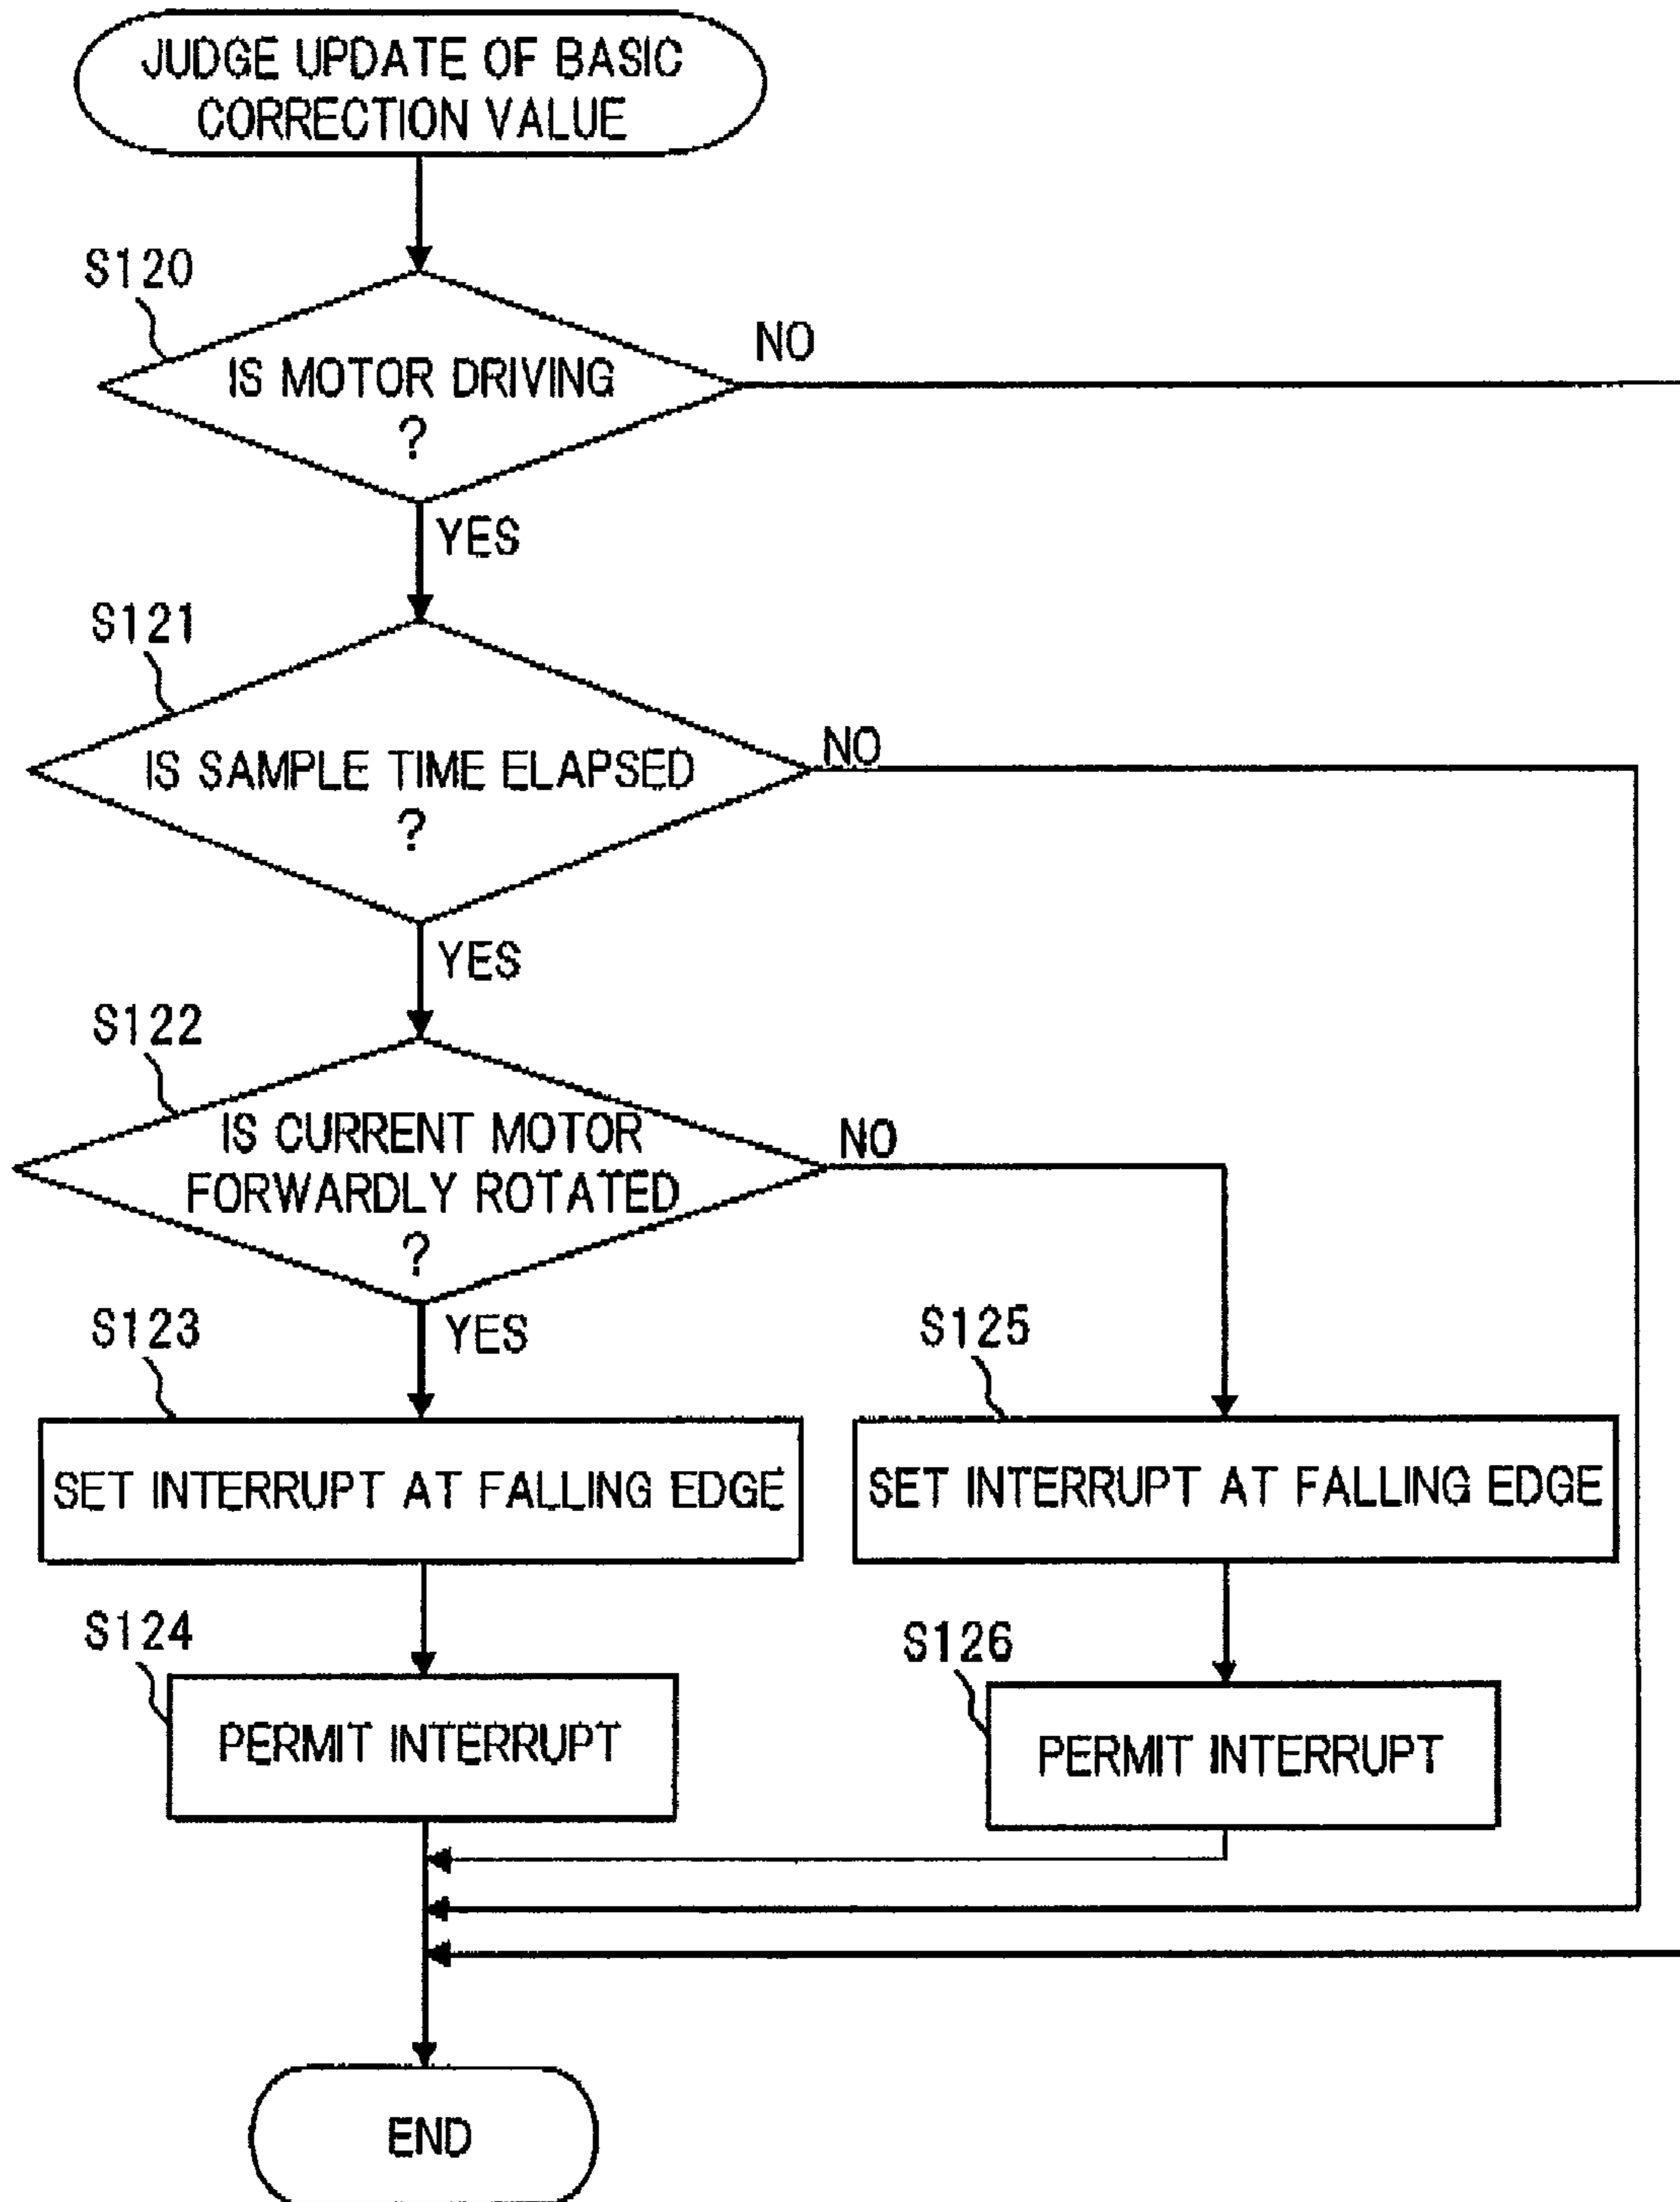 JUDGE UPDATE OF BASIC
CORRECTION VALUE
S120
IS MOTOR DRIVING
?
NO
YES
S121
IS SAMPLE TIME ELAPSED
?
NO
YES
S122
IS CURRENT MOTOR
FORWARDLY ROTATED
?
NO
YES
S123
SET INTERRUPT AT FALLING EDGE
S125
SET INTERRUPT AT FALLING EDGE
S124
PERMIT INTERRUPT
S126
PERMIT INTERRUPT
END